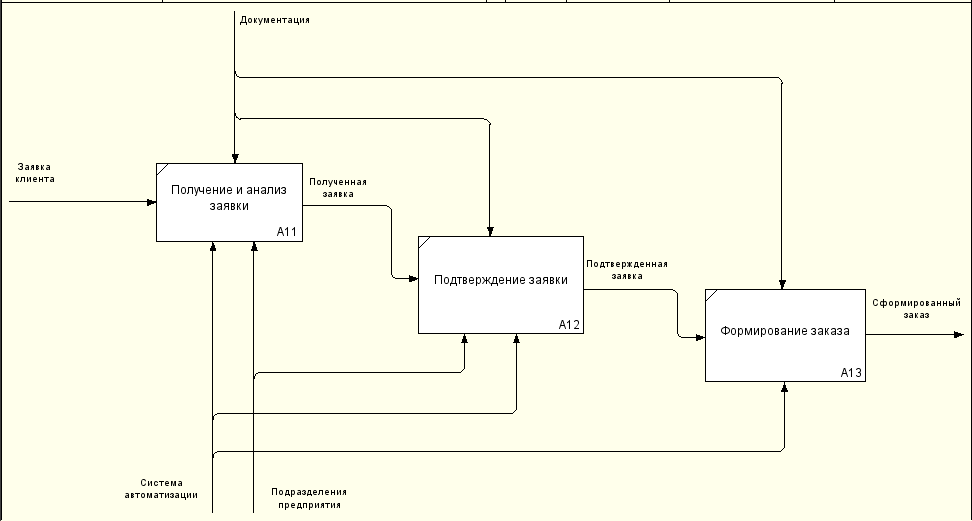 Документация
Заявка
клиента
Получение и анализ
заявки
A11
Полученная
заявка
Подтверждение заявки
A12
Подтвержденная
заявка
Формирование заказа
A13
Сформированный
заказ
Система
автоматизации
Подразделения
предприятия